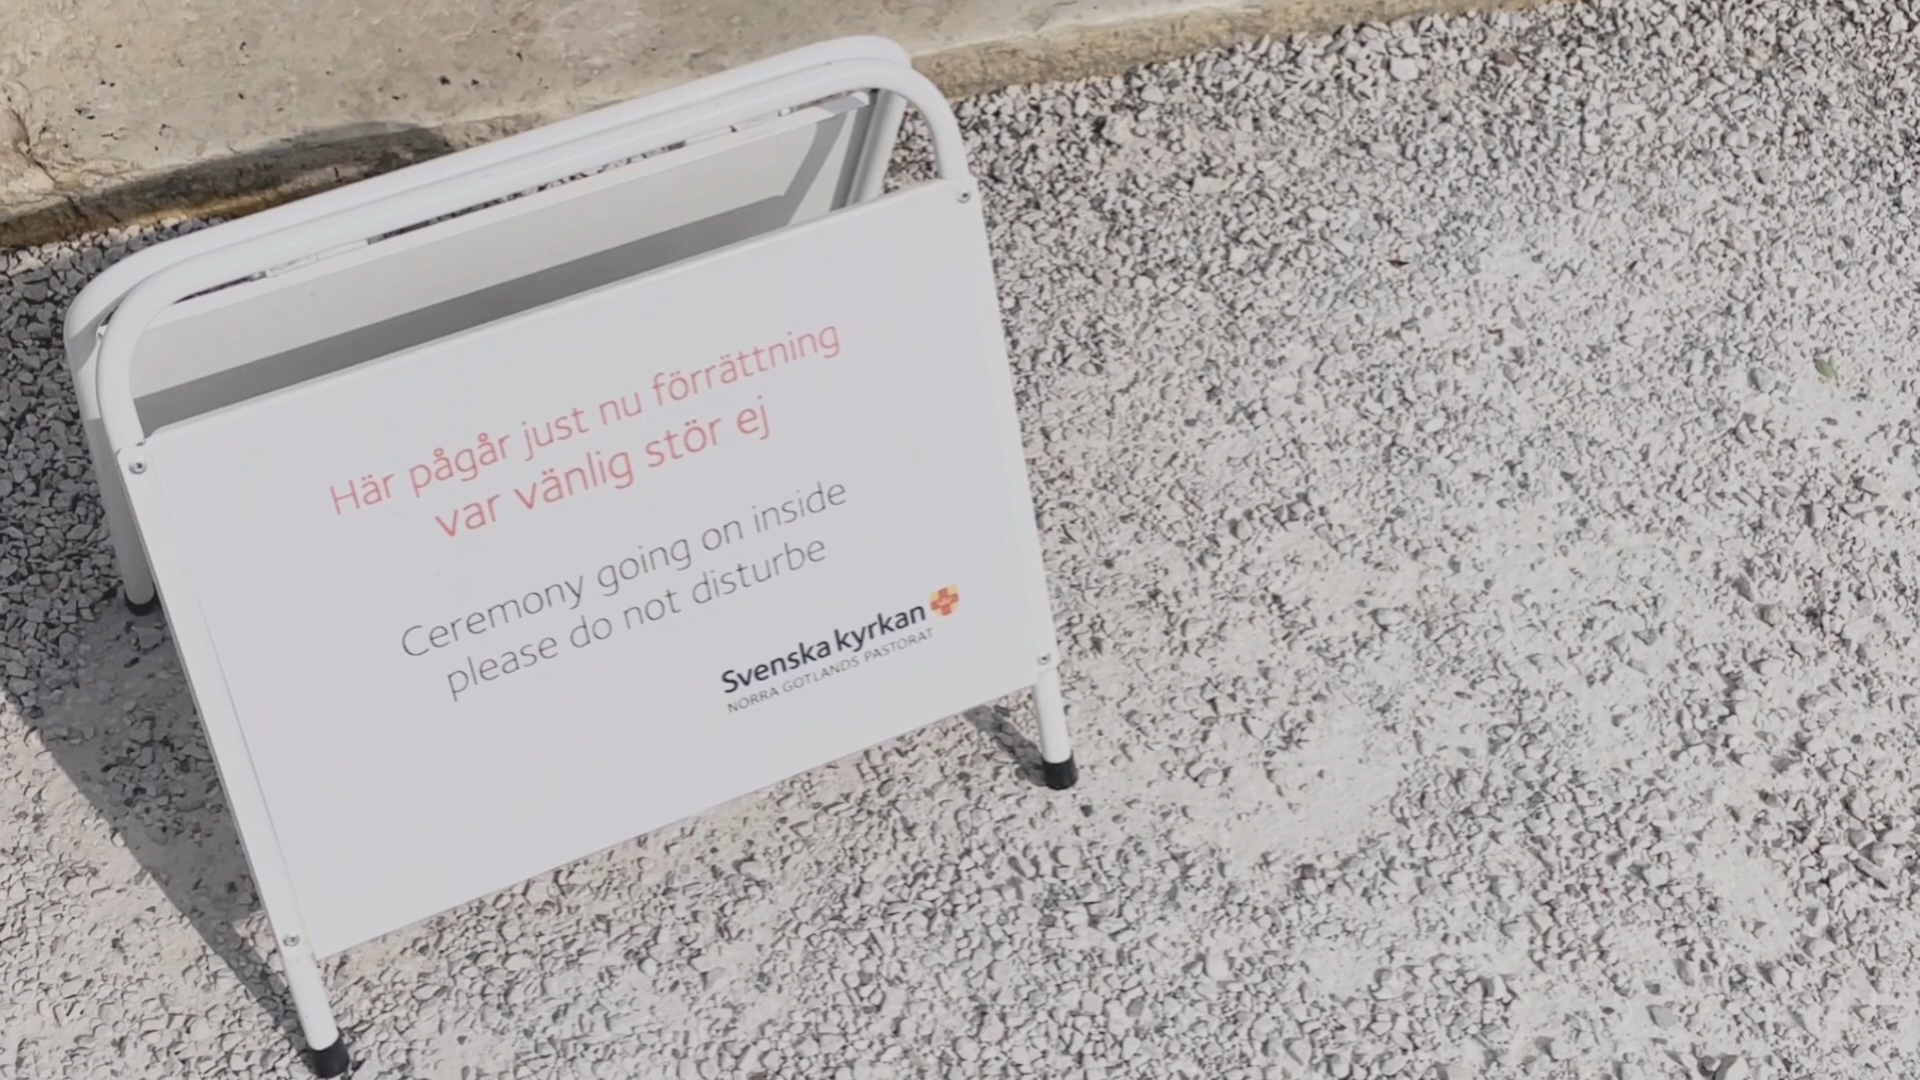 Här pågår just nu förrättning
var vänlig stör ej
Ceremony going on inside
please do not disturbe
Svenska kyrkan
NORRA GOTLANDS PASTORAT